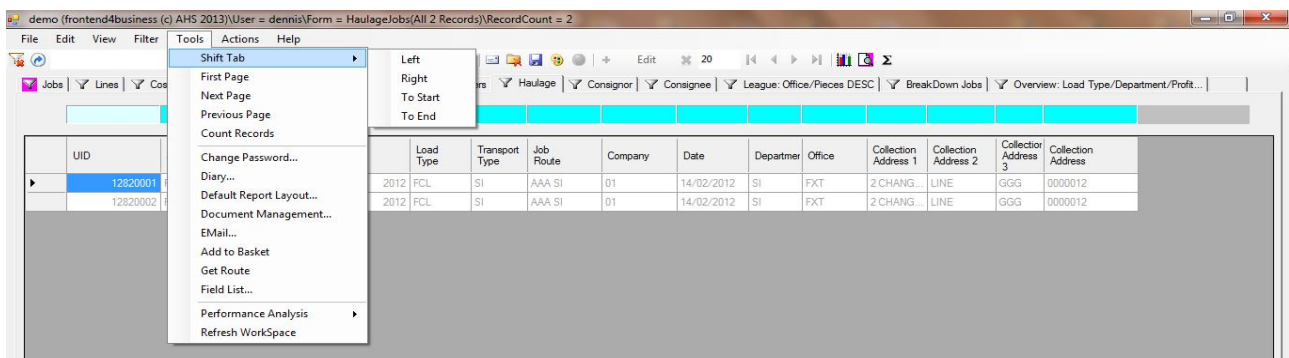 demo (frontend4business (c) AHS 2013)\User = dennis\Form = HaulageJobs(All 2 Records)\RecordCount = 2
File Edit View Filter Tools Actions Help
Edit 20
Jobs Lines Haulage Consignor Consignee League: Office/Pieces DESC BreakDown Jobs Overview: Load Type/Department/Profit...
Shift Tab
First Page
Next Page
Previous Page
Count Records
Change Password...
Diary...
Default Report Layout...
Document Management...
EMail...
Add to Basket
Get Route
Field List...
Performance Analysis
Refresh WorkSpace
Left
Right
To Start
To End
UID Load Type Transport Type Job Route Company Date Departmer Office Collection Address 1 Collection Address 2 Collection Address 3 Collection Address
12820001 2012 FCL SI AAA SI 01 14/02/2012 SI FXT 2 CHANG... LINE GGG 0000012
12820002 2012 FCL SI AAA SI 01 14/02/2012 SI FXT 2 CHANG... LINE GGG 0000012